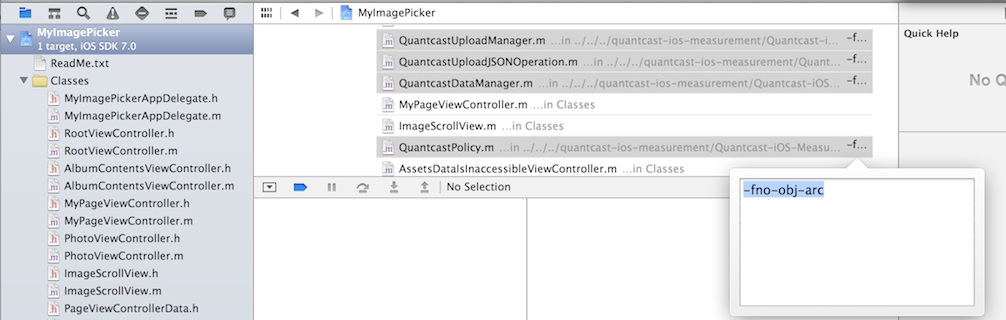 MyImagePicker
1 target, iOS SDK 7.0
ReadMe.txt
Classes
MyImagePickerAppDelegate.h
MyImagePickerAppDelegate.m
RootViewController.h
RootViewController.m
AlbumContentsViewController.h
AlbumContentsViewController.m
MyPageViewController.h
MyPageViewController.m
PhotoViewController.h
PhotoViewController.m
ImageScrollView.h
ImageScrollView.m
PageViewControllerData.h
MyImagePicker
QuantcastUploadManager.m ...in ../../../quantcast-ios-measurement/Quantcast-i... -f...
QuantcastUploadJSONOperation.m ...in ../../../quantcast-ios-measurement/Qua... -f...
QuantcastDataManager.m ...in ../../../quantcast-ios-measurement/Quantcast-iOS... -f...
MyPageViewController.m ...in Classes
ImageScrollView.m ...in Classes
QuantcastPolicy.m ...in ../../../quantcast-ios-measurement/Quantcast-iOS-Measu... -f...
AssetsDataIsInaccessibleViewController.m ...in Classes
No Selection
-fno-obj-arc
Quick Help
No Q